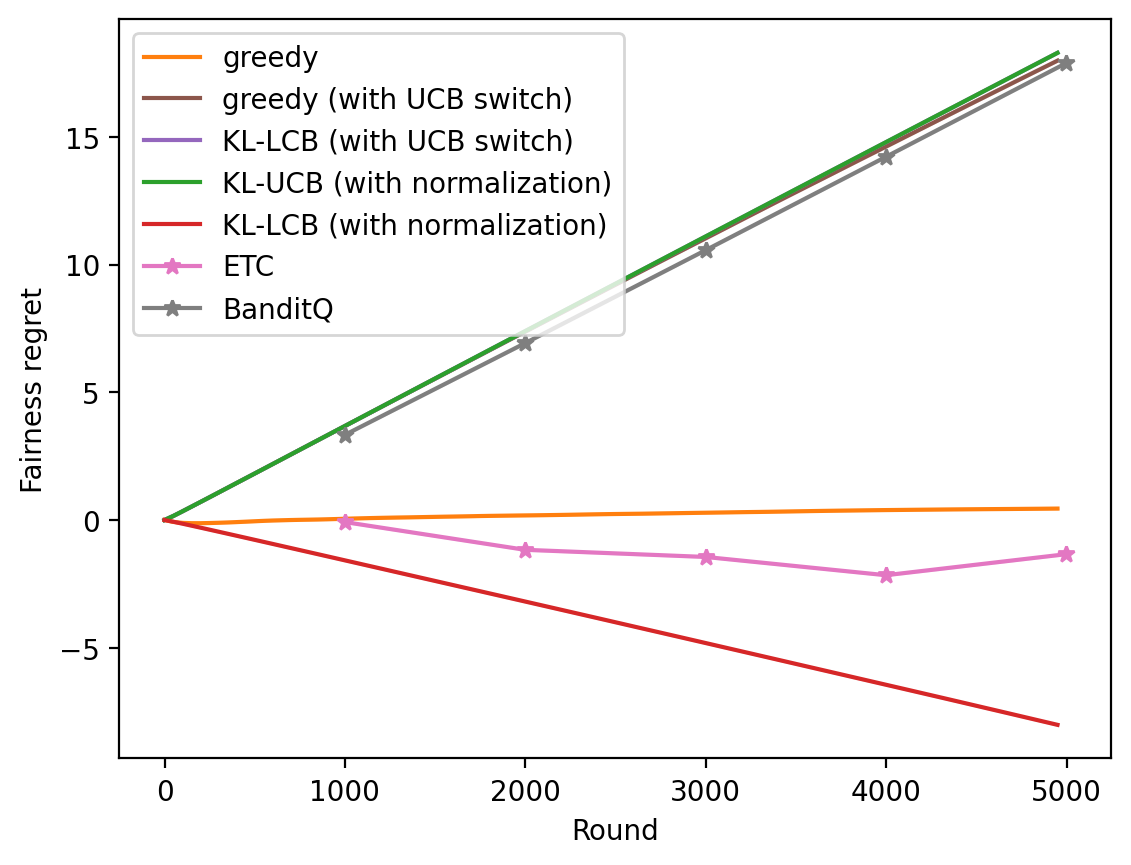 greedy
greedy (with UCB switch)
KL-LCB (with UCB switch)
KL-UCB (with normalization)
KL-LCB (with normalization)
ETC
BanditQ
Fairness regret
15
10
5
0
−5
0 1000 2000 3000 4000 5000
Round